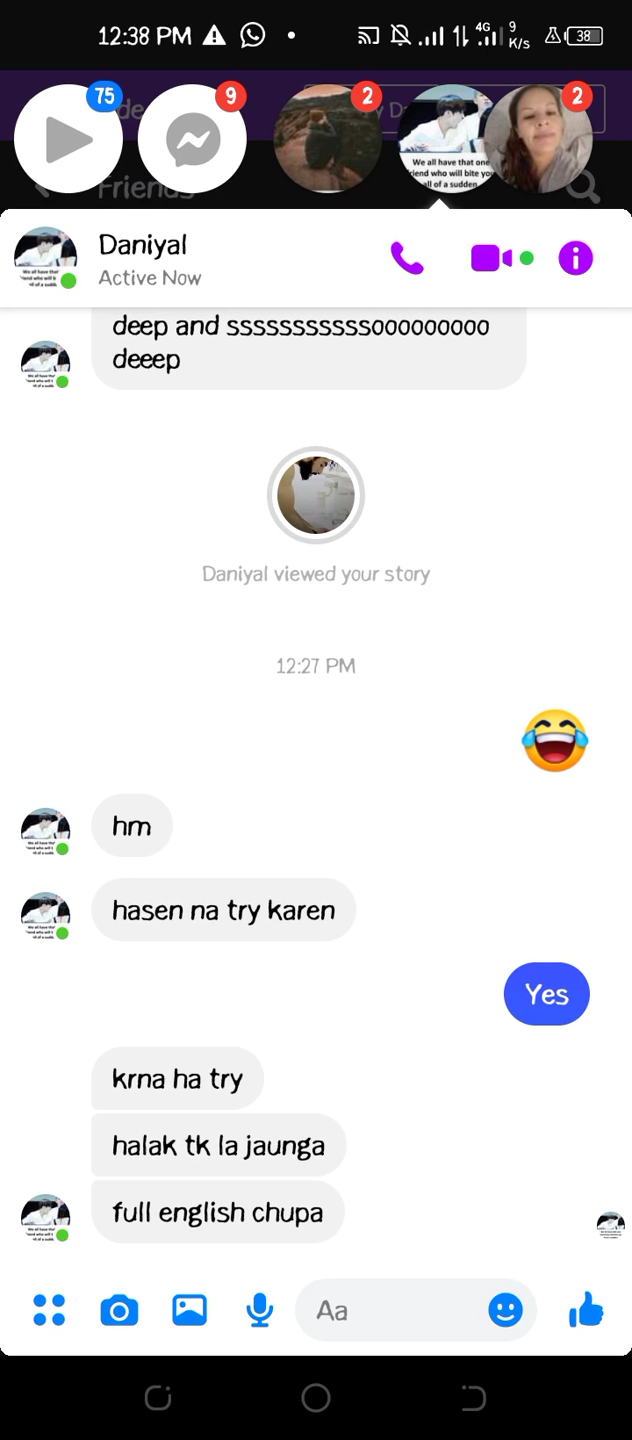 12:38 PM
4G
9
K/s
38
75
9
2
2
We all have that one
friend who will bite you
all of a sudden
Friends
Daniyal
Active Now
deep and sssssssssssooooooooo
deeep
Daniyal viewed your story
12:27 PM
hm
hasen na try karen
Yes
krna ha try
halak tk la jaunga
full english chupa
Aa